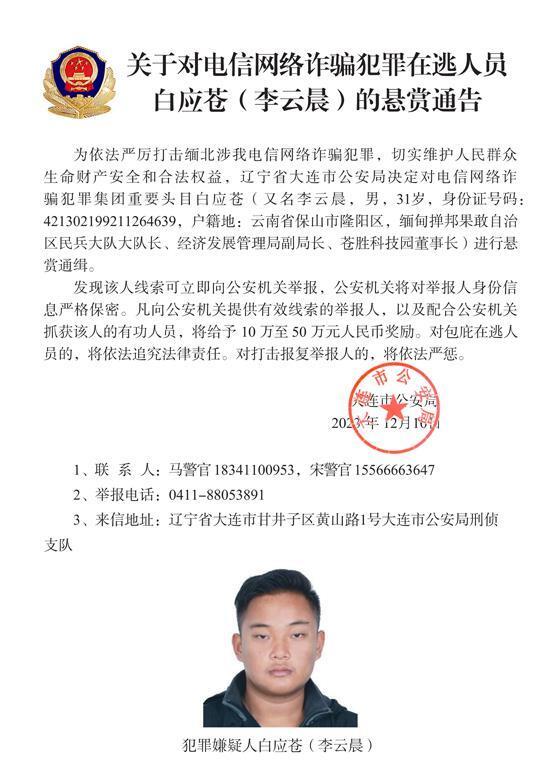 关于对电信网络诈骗犯罪在逃人员
白应苍（李云晨）的悬赏通告
为依法严厉打击缅北涉我电信网络诈骗犯罪，切实维护人民群众
生命财产安全和合法权益，辽宁省大连市公安局决定对电信网络诈
骗犯罪集团重要头目白应苍（又名李云晨，男，31岁，身份证号码：
421302199211264639，户籍地：云南省保山市隆阳区，缅甸掸邦果敢自治
区民兵大队大队长、经济发展管理局副局长、苍胜科技园董事长）进行悬
赏通缉。
发现该人线索可立即向公安机关举报，公安机关将对举报人身份信
息严格保密。凡向公安机关提供有效线索的举报人，以及配合公安机关
抓获该人的有功人员，将给予 10 万至 50 万元人民币奖励。对包庇在逃人
员的，将依法追究法律责任。对打击报复举报人的，将依法严惩。
大连市公安局
2023年 12月10日
大连市公安局
1、联 系 人：马警官 18341100953，宋警官 15566663647
2、举报电话：0411-88053891
3、来信地址：辽宁省大连市甘井子区黄山路1号大连市公安局刑侦
支队
犯罪嫌疑人白应苍（李云晨）